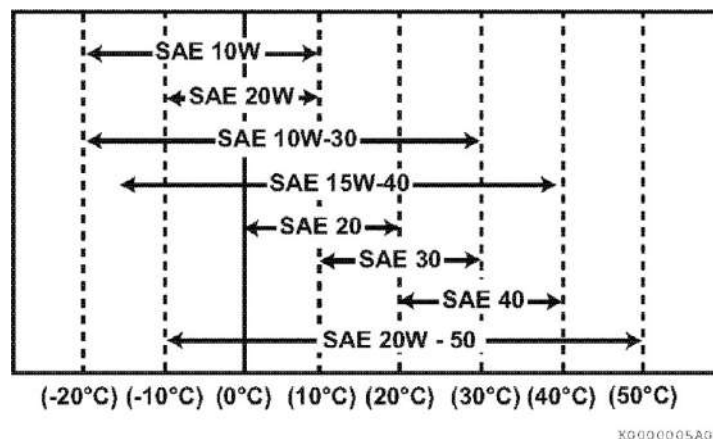 SAE 10W
SAE 20W
SAE 10W-30
SAE 15W-40
SAE 20
SAE 30
SAE 40
SAE 20W - 50
(-20°C) (-10°C) (0°C) (10°C) (20°C) (30°C) (40°C) (50°C)
X0000005A0